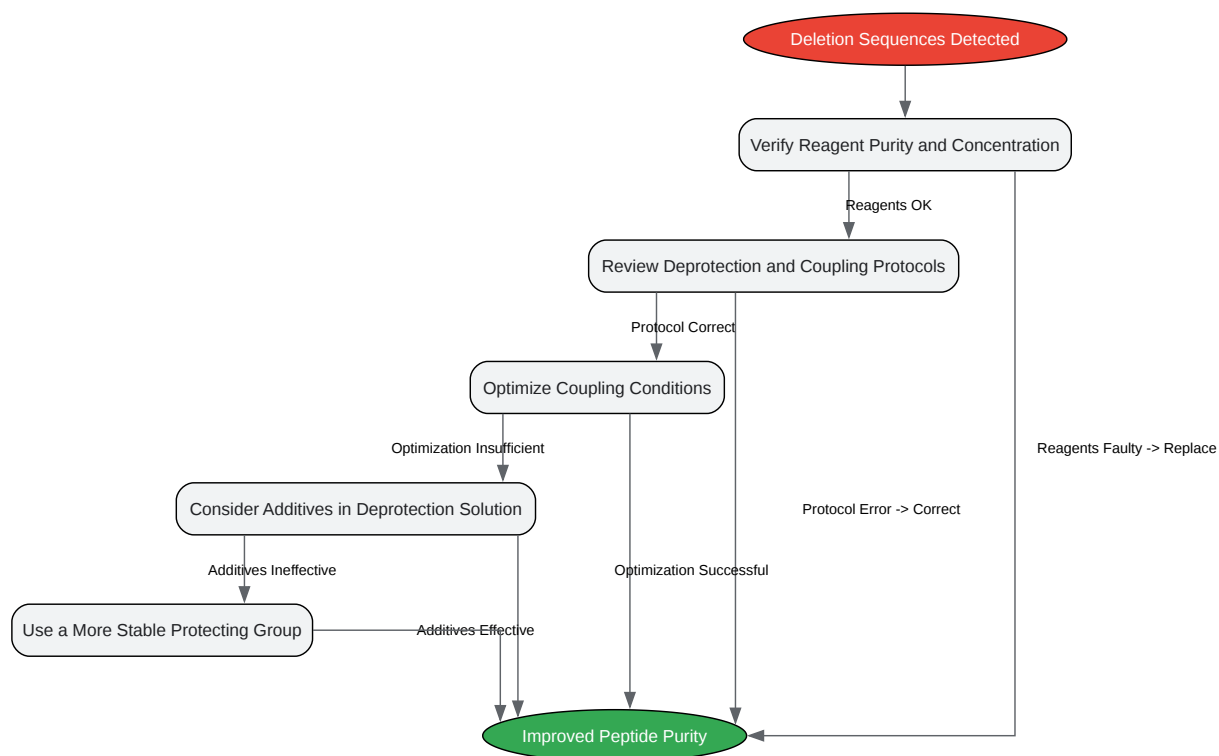 Deletion Sequences Detected
Verify Reagent Purity and Concentration
Reagents OK
Review Deprotection and Coupling Protocols
Protocol Correct
Optimize Coupling Conditions
Optimization Insufficient
Reagents Faulty -> Replace
Consider Additives in Deprotection Solution
Protocol Error -> Correct
Additives Ineffective
Optimization Successful
Use a More Stable Protecting Group
Additives Effective
Improved Peptide Purity